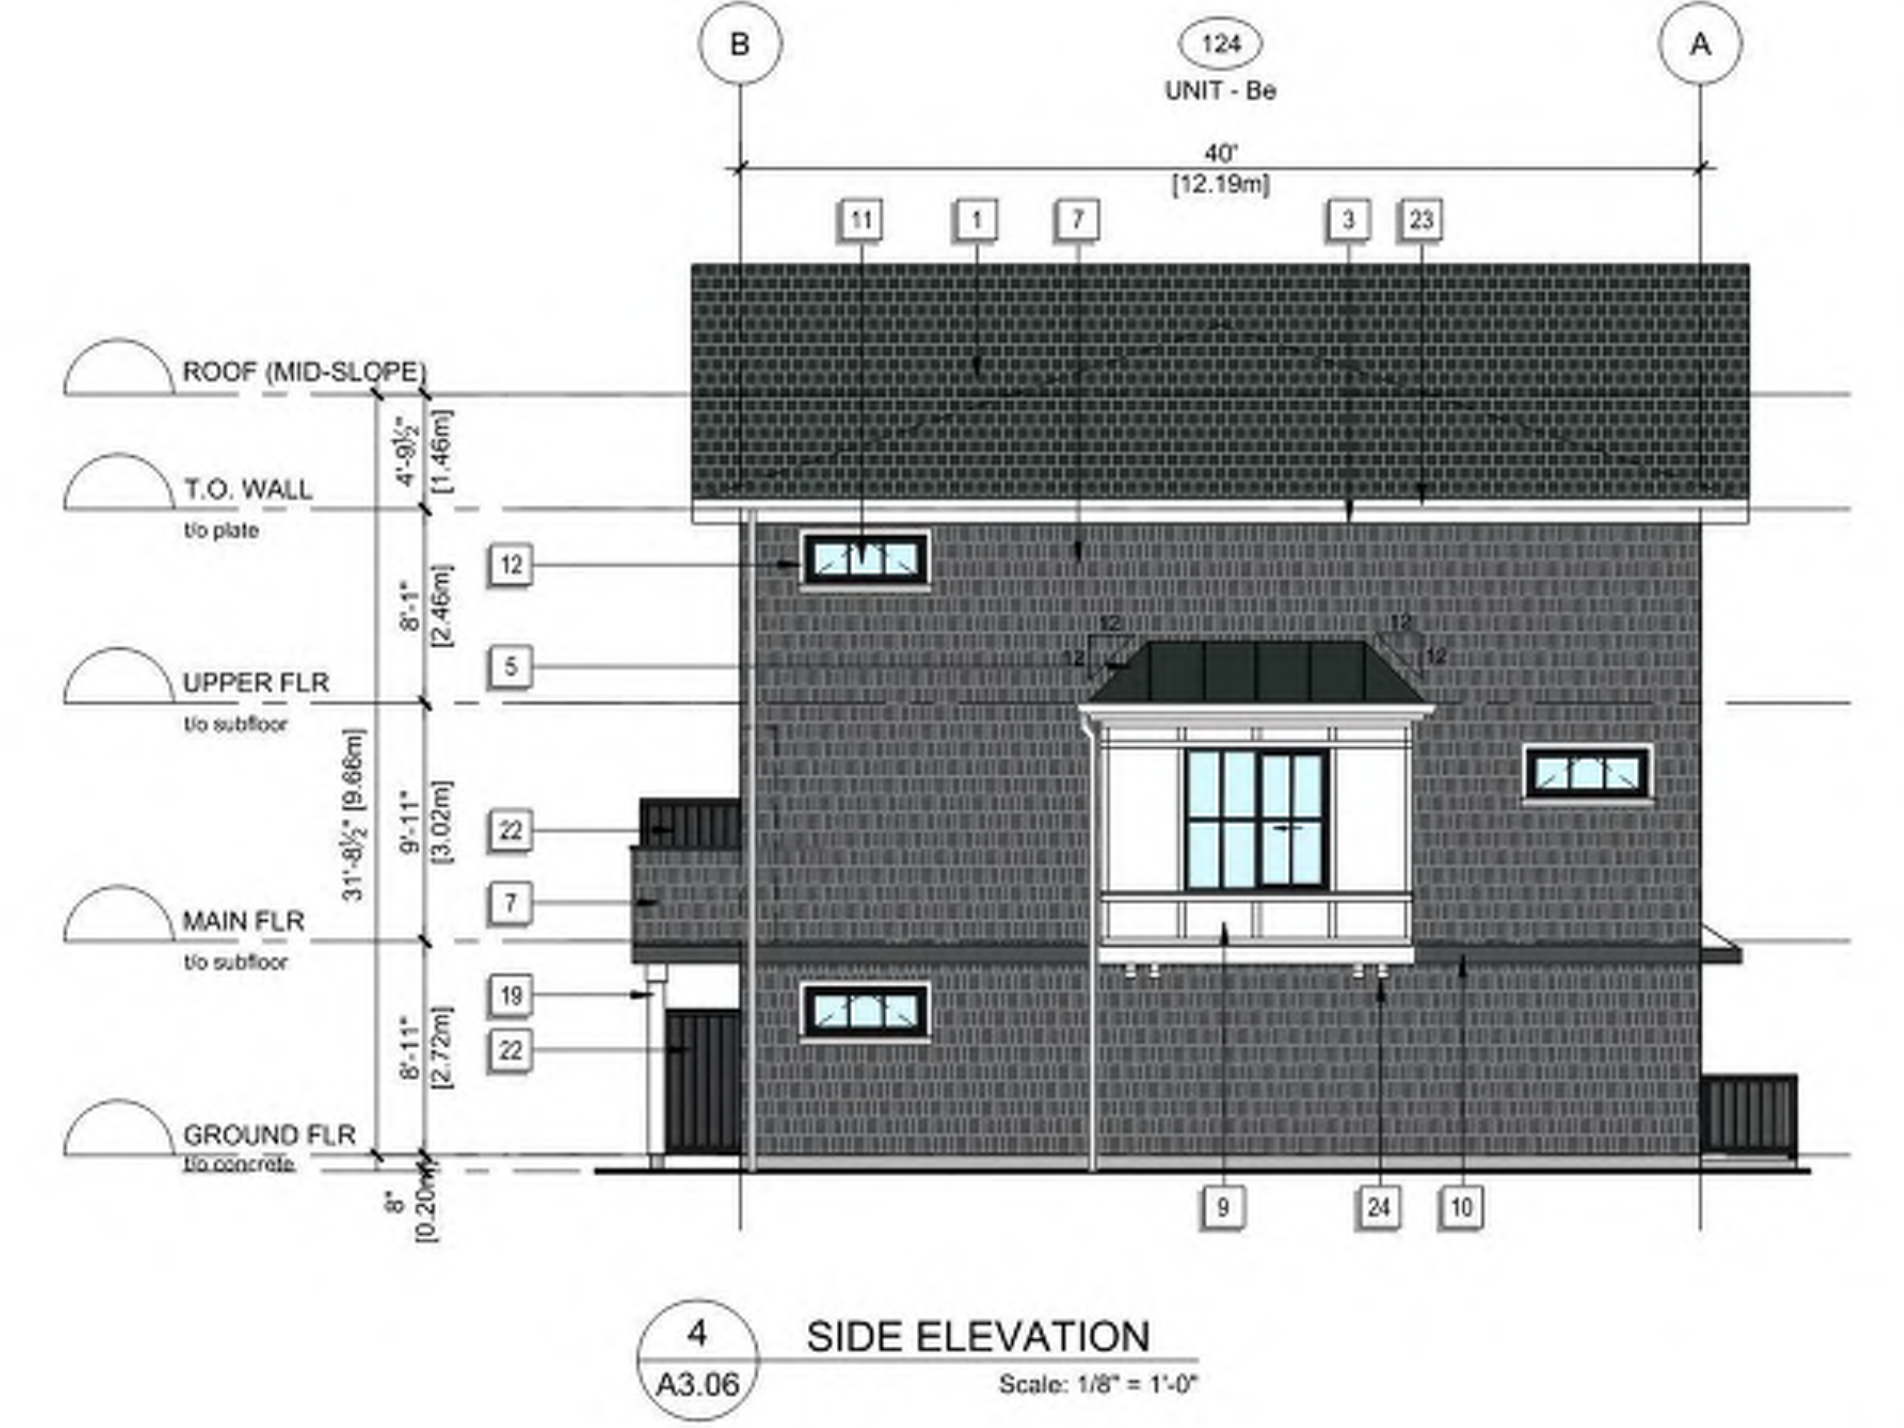 B
124
A
UNIT - Be
40'
[12.19m]
11
1
7
3
23
ROOF (MID-SLOPE)
4'-9½"
[1.46m]
T.O. WALL
t/o plate
12
8'-1"
[2.46m]
12
12
12
12
5
UPPER FLR
t/o subfloor
31'-8½" [9.66m]
9'-11"
[3.02m]
22
7
MAIN FLR
t/o subfloor
19
8'-11"
[2.72m]
22
GROUND FLR
t/o concrete
8"
[0.20m]
9
24
10
4
SIDE ELEVATION
A3.06
Scale: 1/8" = 1'-0"